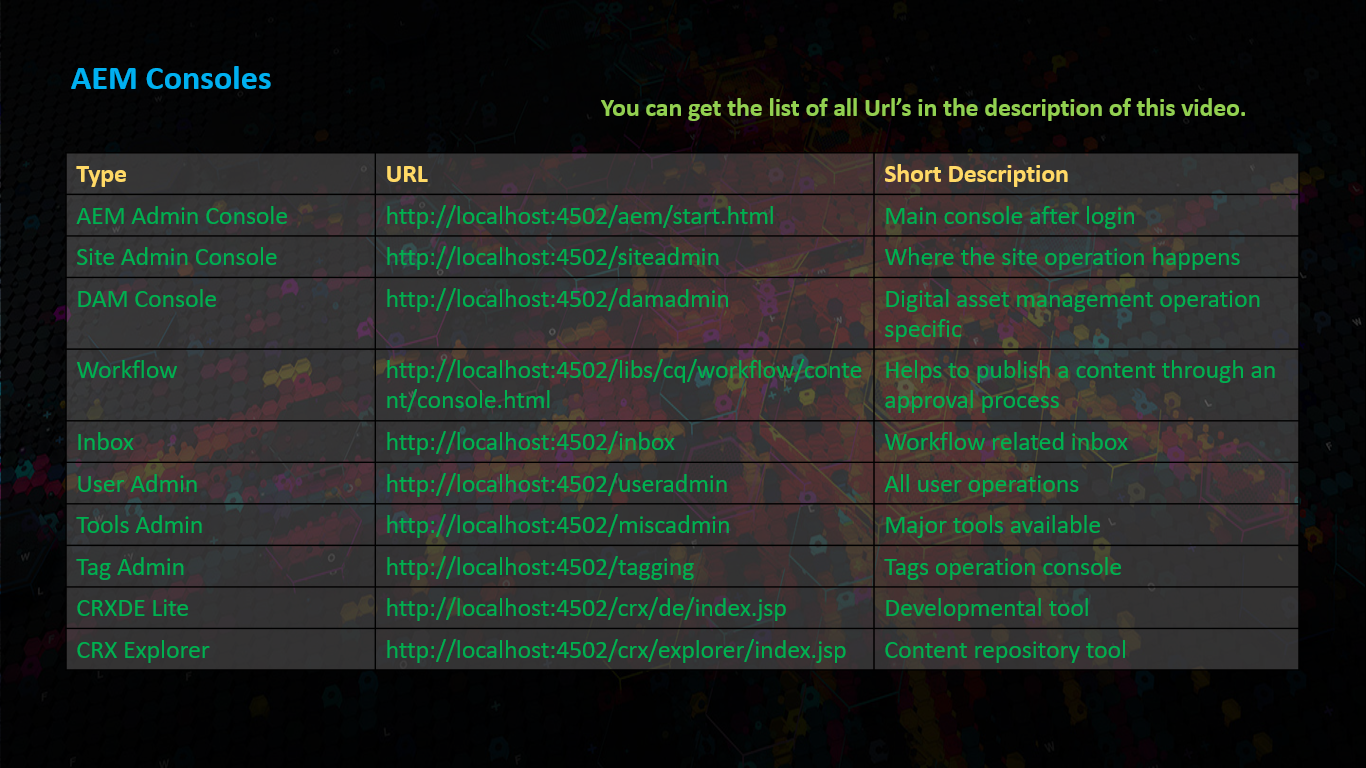 AEM Consoles
You can get the list of all Url's in the description of this video.
Type URL Short Description
AEM Admin Console http://localhost:4502/aem/start.html Main console after login
Site Admin Console http://localhost:4502/siteadmin Where the site operation happens
DAM Console http://localhost:4502/damadmin Digital asset management operation
specific
Workflow http://localhost:4502/libs/cq/workflow/conte Helps to publish a content through an
nt/console.html approval process
Inbox http://localhost:4502/inbox Workflow related inbox
User Admin http://localhost:4502/useradmin All user operations
Tools Admin http://localhost:4502/miscadmin Major tools available
Tag Admin http://localhost:4502/tagging Tags operation console
CRXDE Lite http://localhost:4502/crx/de/index.jsp Developmental tool
CRX Explorer http://localhost:4502/crx/explorer/index.jsp Content repository tool